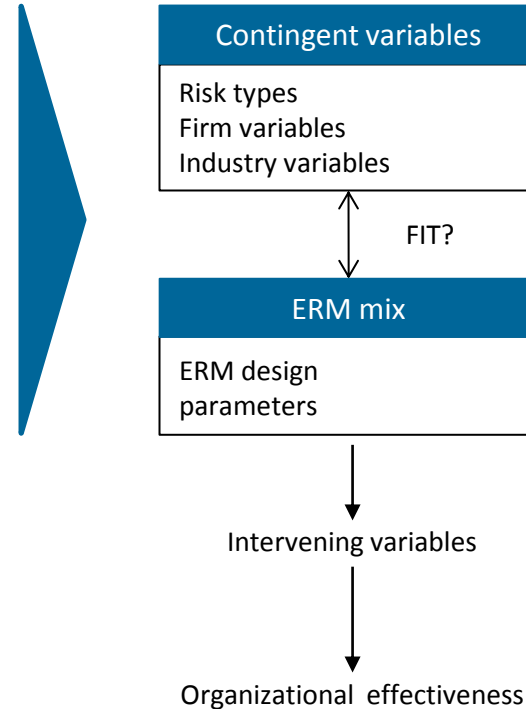 Contingent variables
Risk types
Firm variables
Industry variables
FIT?
ERM mix
ERM design
parameters
Intervening variables
Organizational effectiveness